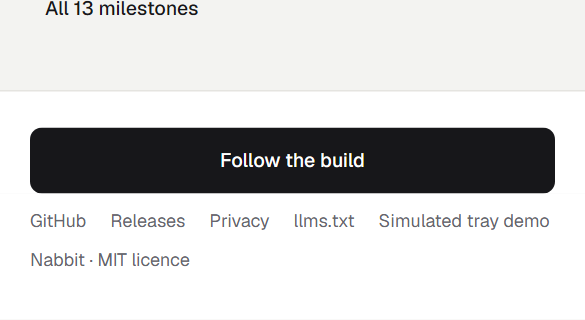 All 13 milestones
Follow the build
GitHub Releases Privacy llms.txt Simulated tray demo
Nabbit · MIT licence